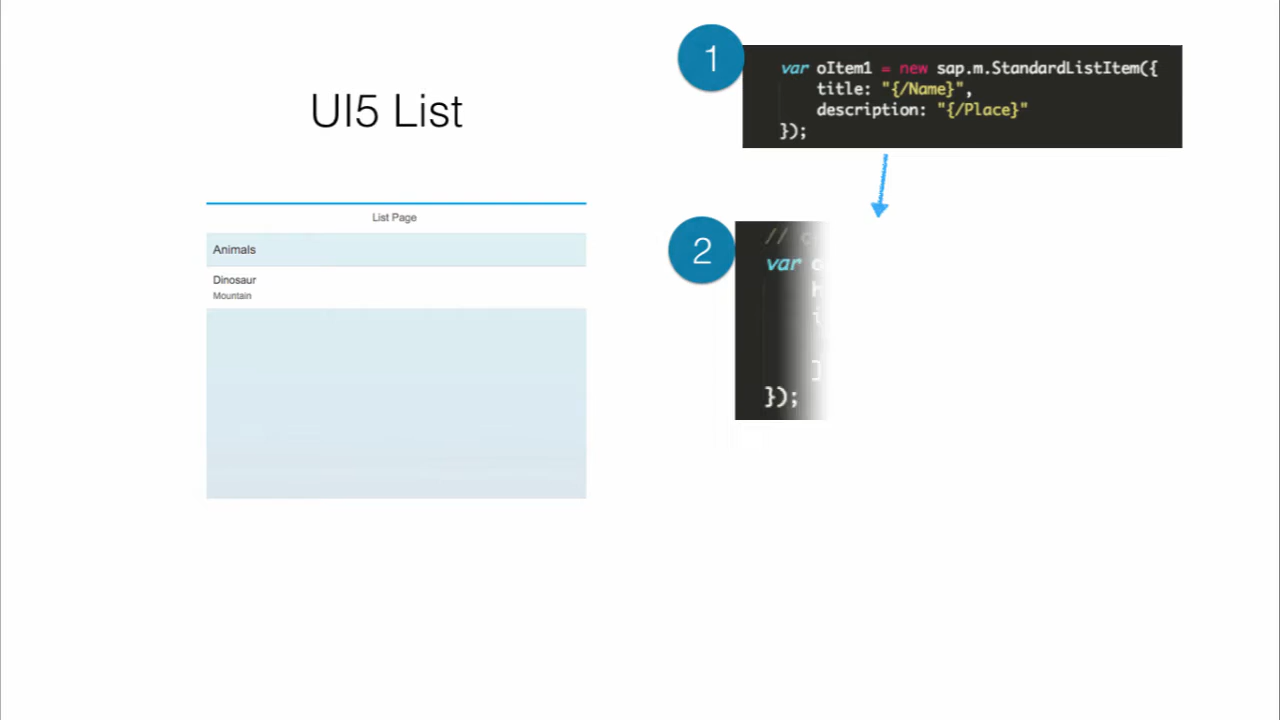 UI5 List
List Page
Animals
Dinosaur
Mountain
1
var oItem1 = new sap.m.StandardListItem({
title: "{/Name}",
description: "{/Place}"
});
2
//
var
]
});